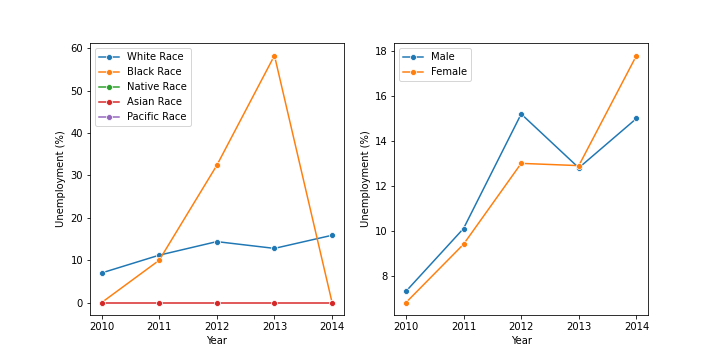 60
50
40
30
20
10
0
Unemployment (%)
White Race
Black Race
Native Race
Asian Race
Pacific Race
2010 2011 2012 2013 2014
Year
18
16
14
12
10
8
Unemployment (%)
Male
Female
2010 2011 2012 2013 2014
Year